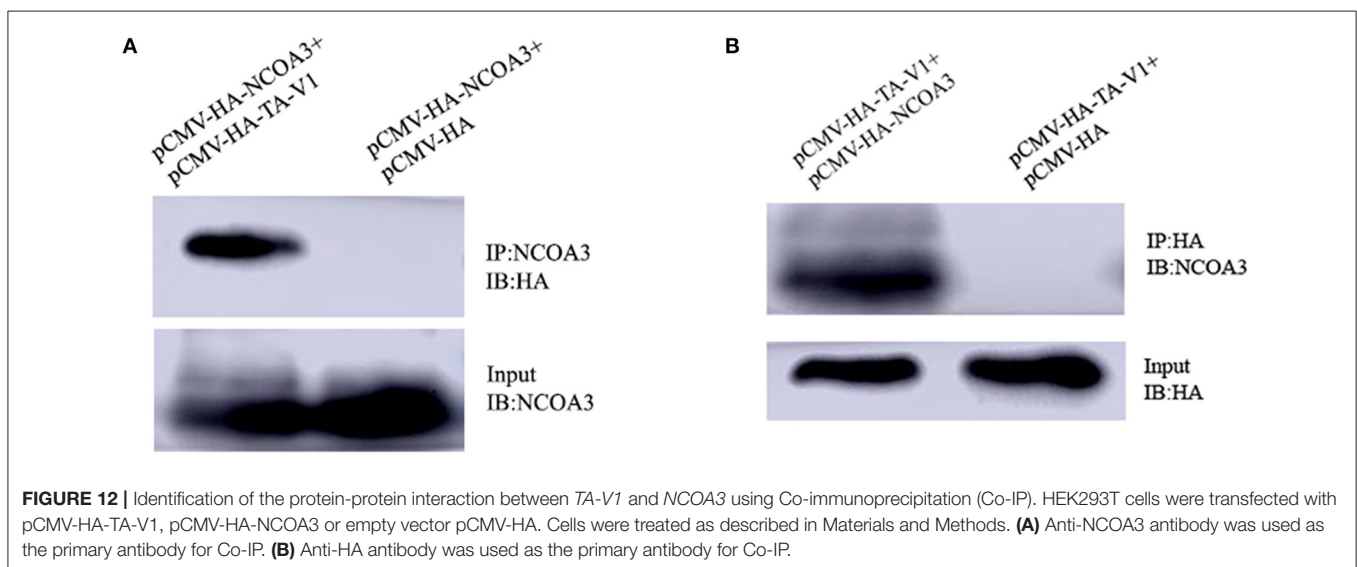 A
pCMV-HA-NCOA3+
pCMV-HA-TA-V1
pCMV-HA-NCOA3+
pCMV-HA
IP:NCOA3
IB:HA
Input
IB:NCOA3
B
pCMV-HA-TA-V1+
pCMV-HA-NCOA3
pCMV-HA-TA-V1+
pCMV-HA
IP:HA
IB:NCOA3
Input
IB:HA
FIGURE 12 | Identification of the protein-protein interaction between TA-V1 and NCOA3 using Co-immunoprecipitation (Co-IP). HEK293T cells were transfected with
pCMV-HA-TA-V1, pCMV-HA-NCOA3 or empty vector pCMV-HA. Cells were treated as described in Materials and Methods. (A) Anti-NCOA3 antibody was used as
the primary antibody for Co-IP. (B) Anti-HA antibody was used as the primary antibody for Co-IP.